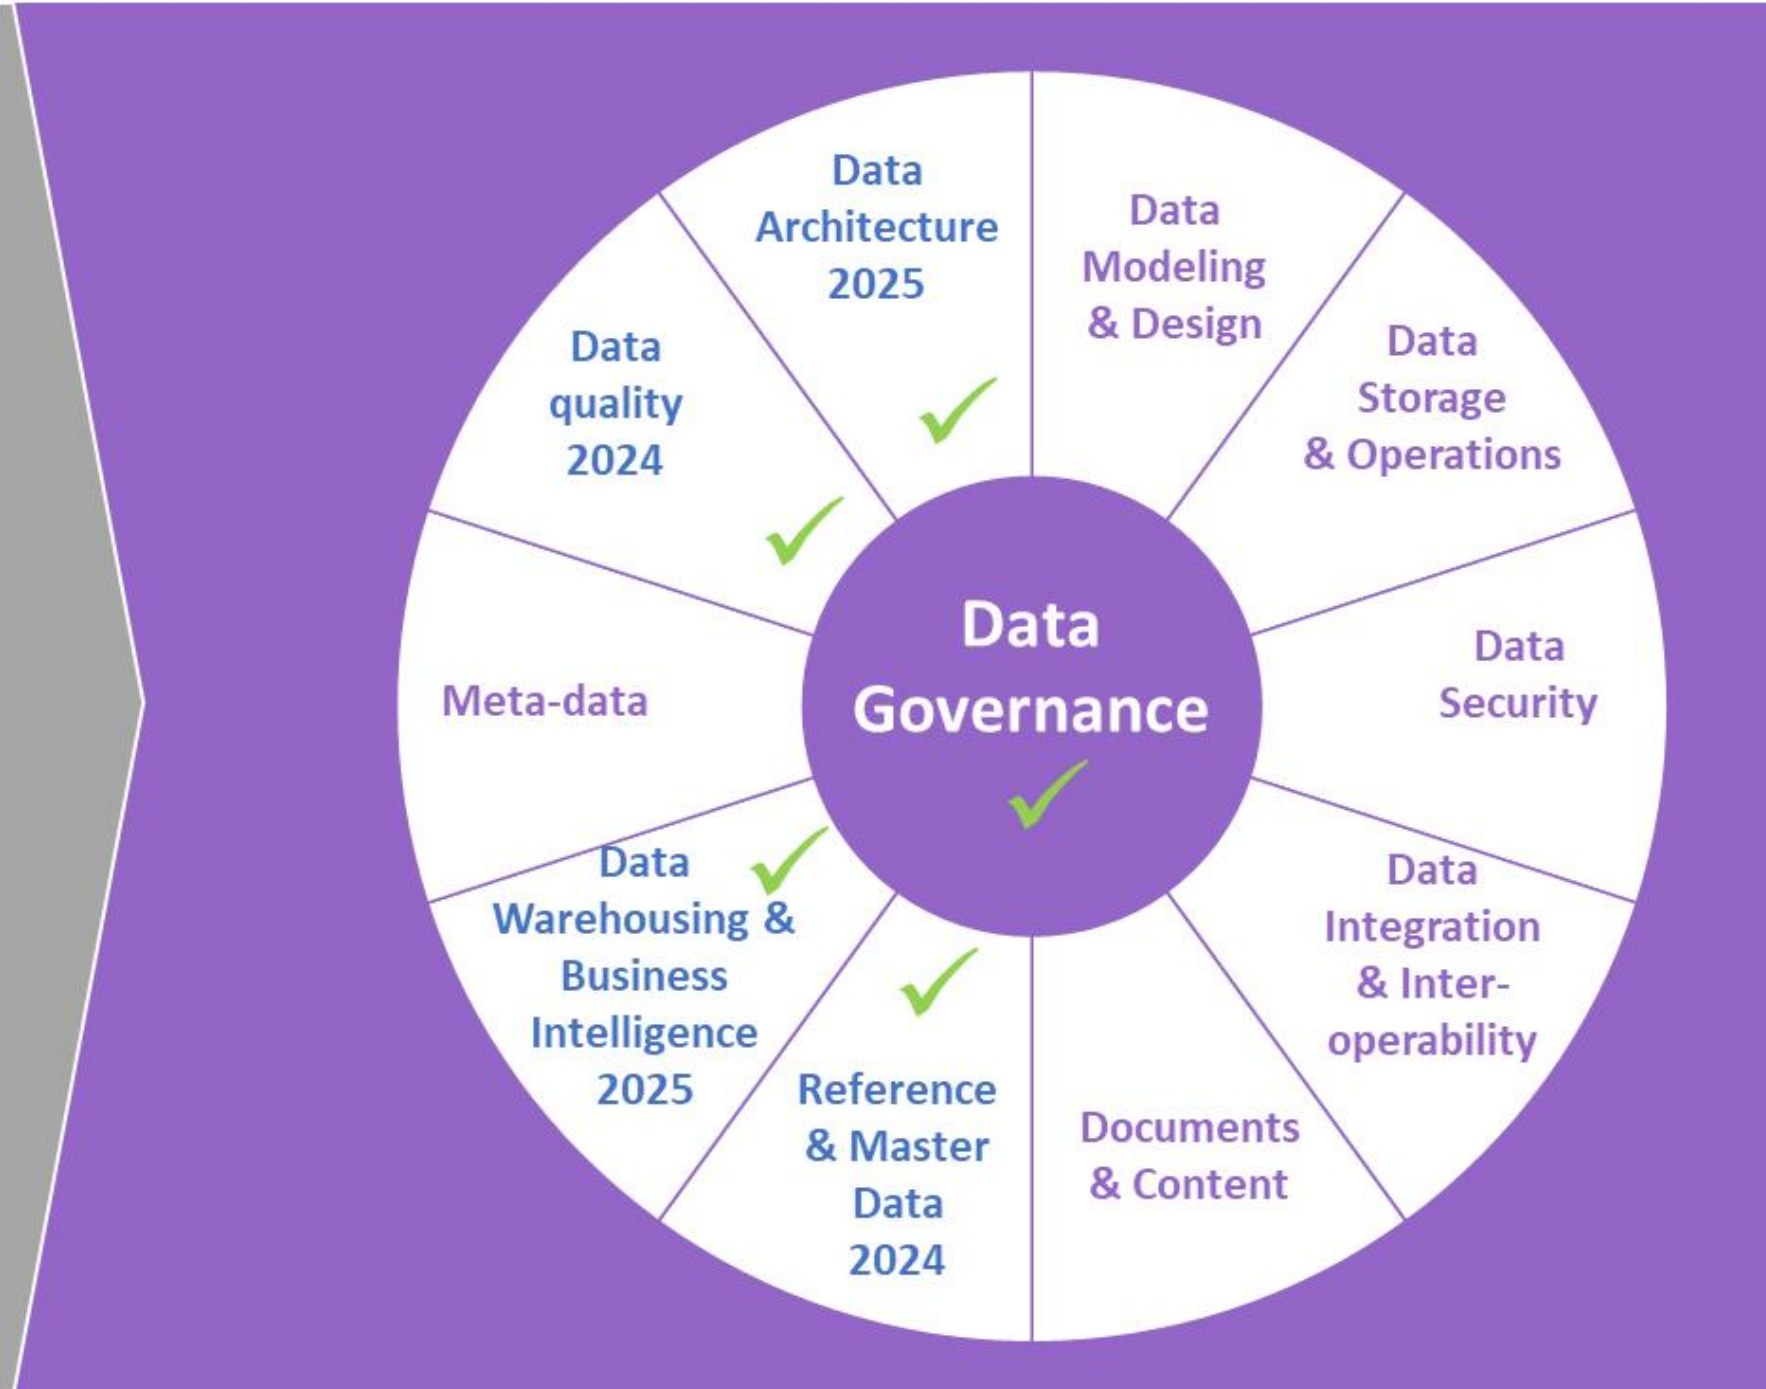 Data
Architecture
2025
Data
Modeling
& Design
Data
Storage
& Operations
Data
Security
Data
Integration
& Inter-
operability
Documents
& Content
Reference
& Master
Data
2024
Data
Warehousing &
Business
Intelligence
2025
Meta-data
Data
quality
2024
Data
Governance